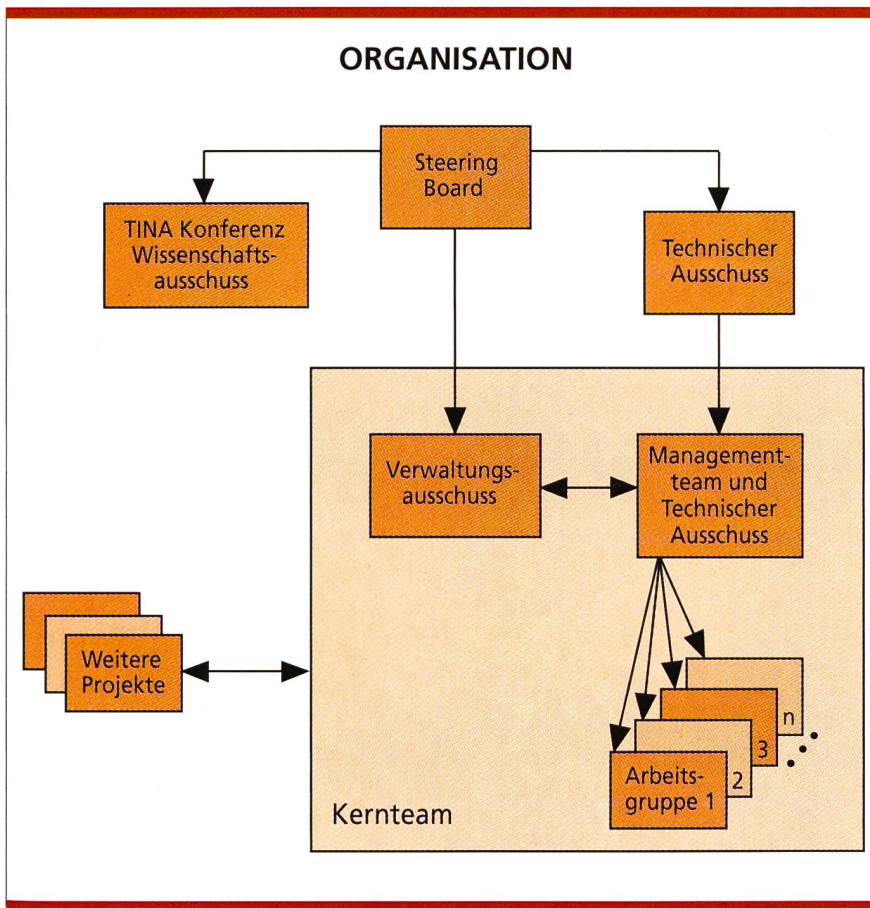 ORGANISATION
Steering
Board
TINA Konferenz
Wissenschafts-
ausschuss
Technischer
Ausschuss
Verwaltungs-
ausschuss
Management-
team und
Technischer
Ausschuss
Weitere
Projekte
n
3
2
Arbeits-
gruppe 1
Kernteam